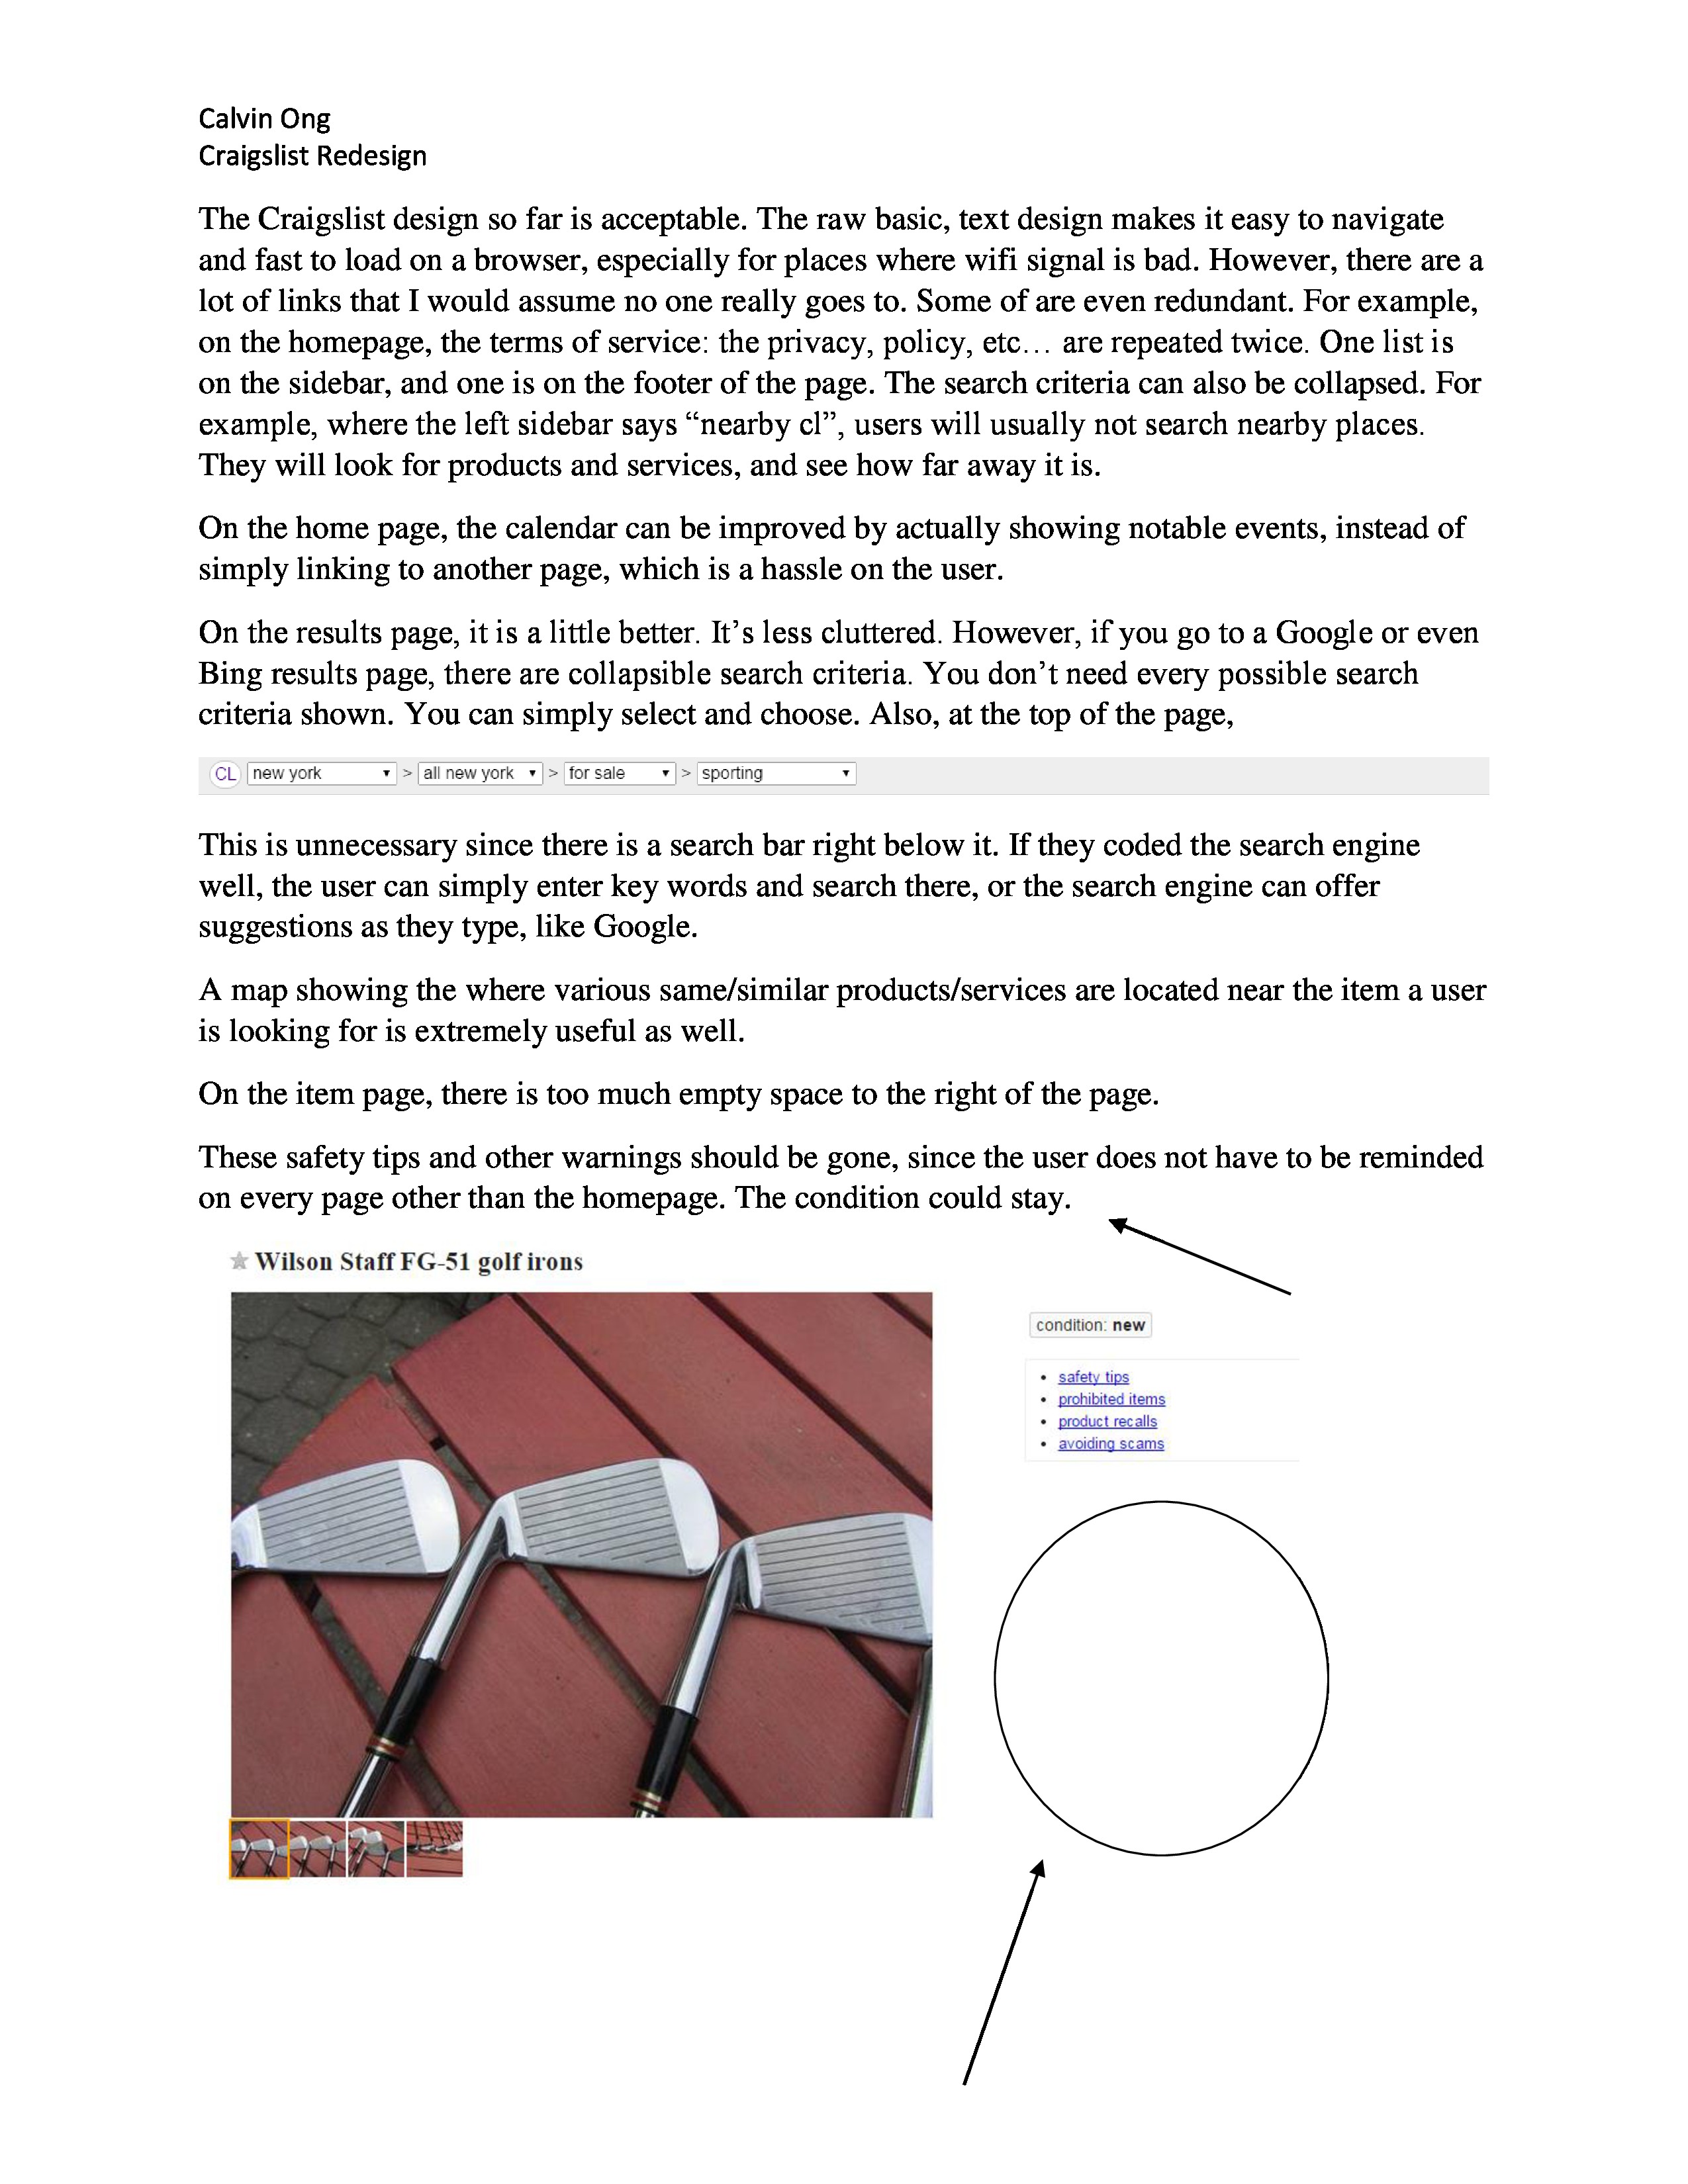 Calvin Ong
Craigslist Redesign
The Craigslist design so far is acceptable. The raw basic, text design makes it easy to navigate
and fast to load on a browser, especially for places where wifi signal is bad. However, there are a
lot of links that I would assume no one really goes to. Some of are even redundant. For example,
on the homepage, the terms of service: the privacy, policy, etc… are repeated twice. One list is
on the sidebar, and one is on the footer of the page. The search criteria can also be collapsed. For
example, where the left sidebar says “nearby cl”, users will usually not search nearby places.
They will look for products and services, and see how far away it is.
On the home page, the calendar can be improved by actually showing notable events, instead of
simply linking to another page, which is a hassle on the user.
On the results page, it is a little better. It’s less cluttered. However, if you go to a Google or even
Bing results page, there are collapsible search criteria. You don’t need every possible search
criteria shown. You can simply select and choose. Also, at the top of the page,
CL new york > all new york > for sale > sporting
This is unnecessary since there is a search bar right below it. If they coded the search engine
well, the user can simply enter key words and search there, or the search engine can offer
suggestions as they type, like Google.
A map showing the where various same/similar products/services are located near the item a user
is looking for is extremely useful as well.
On the item page, there is too much empty space to the right of the page.
These safety tips and other warnings should be gone, since the user does not have to be reminded
on every page other than the homepage. The condition could stay.
Wilson Staff FG-51 golf irons
condition: new
• safety tips
• prohibited items
• product recalls
• avoiding scams